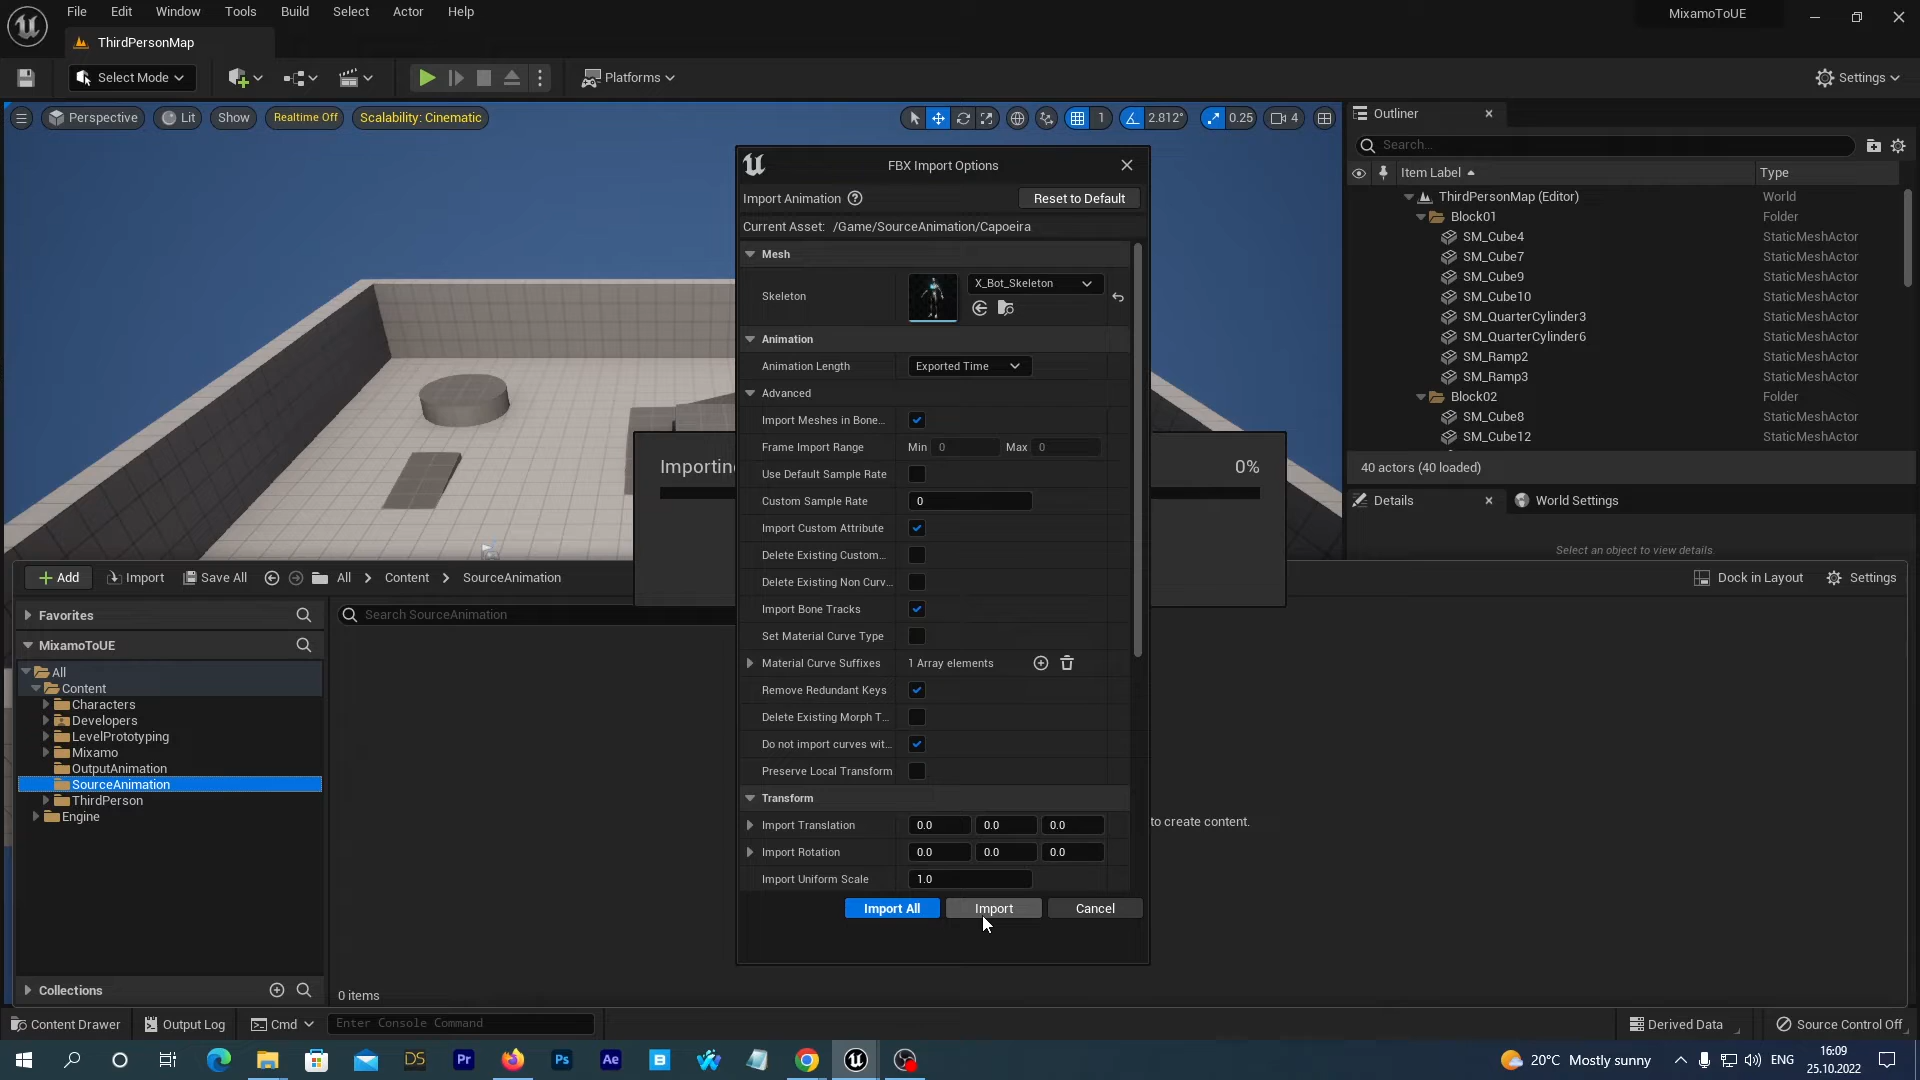 File Edit Window Tools Build Select Actor Help
MixamoToUE
ThirdPersonMap
Select Mode
Platforms
Settings
Perspective Lit Show Realtime Off Scalability: Cinematic
1 2.812° 0.25 4
Outliner
Search...
Item Label Type
ThirdPersonMap (Editor) World
Block01 Folder
SM_Cube4 StaticMeshActor
SM_Cube7 StaticMeshActor
SM_Cube9 StaticMeshActor
SM_Cube10 StaticMeshActor
SM_QuarterCylinder3 StaticMeshActor
SM_QuarterCylinder6 StaticMeshActor
SM_Ramp2 StaticMeshActor
SM_Ramp3 StaticMeshActor
Block02 Folder
SM_Cube8 StaticMeshActor
SM_Cube12 StaticMeshActor
40 actors (40 loaded)
Details
World Settings
Select an object to view details.
FBX Import Options
Import Animation
Reset to Default
Current Asset: /Game/SourceAnimation/Capoeira
Mesh
Skeleton X_Bot_Skeleton
Animation
Animation Length Exported Time
Advanced
Import Meshes in Bone...
Frame Import Range Min 0 Max 0
Use Default Sample Rate
Custom Sample Rate 0
Import Custom Attribute
Delete Existing Custom...
Delete Existing Non Curv...
Import Bone Tracks
Set Material Curve Type
Material Curve Suffixes 1 Array elements
Remove Redundant Keys
Delete Existing Morph T...
Do not import curves wit...
Preserve Local Transform
Transform
Import Translation 0.0 0.0 0.0
Import Rotation 0.0 0.0 0.0
Import Uniform Scale 1.0
Import All Import Cancel
Importing
0%
Add Import Save All All Content SourceAnimation
Dock in Layout Settings
Favorites
Search SourceAnimation
MixamoToUE
All
Content
Characters
Developers
LevelPrototyping
Mixamo
OutputAnimation
SourceAnimation
ThirdPerson
Engine
to create content.
Collections
0 items
Content Drawer Output Log Cmd Enter Console Command
Derived Data Source Control Off
DS Pr Ps Ae
20°C Mostly sunny
ENG
16:09
25.10.2022